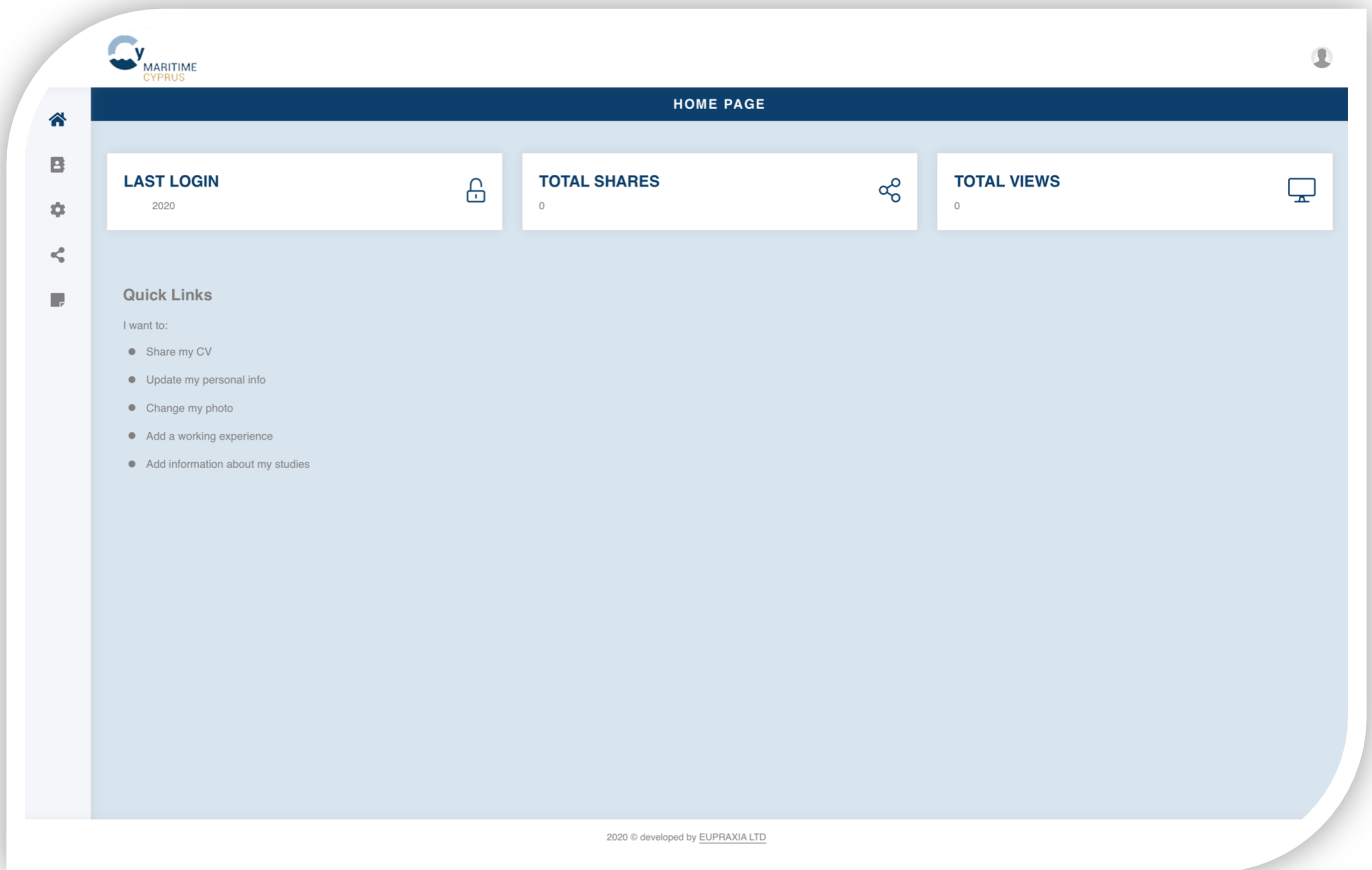 Cy
MARITIME
CYPRUS
HOME PAGE
LAST LOGIN
2020
TOTAL SHARES
0
TOTAL VIEWS
0
Quick Links
I want to:
Share my CV
Update my personal info
Change my photo
Add a working experience
Add information about my studies
2020 © developed by EUPRAXIA LTD